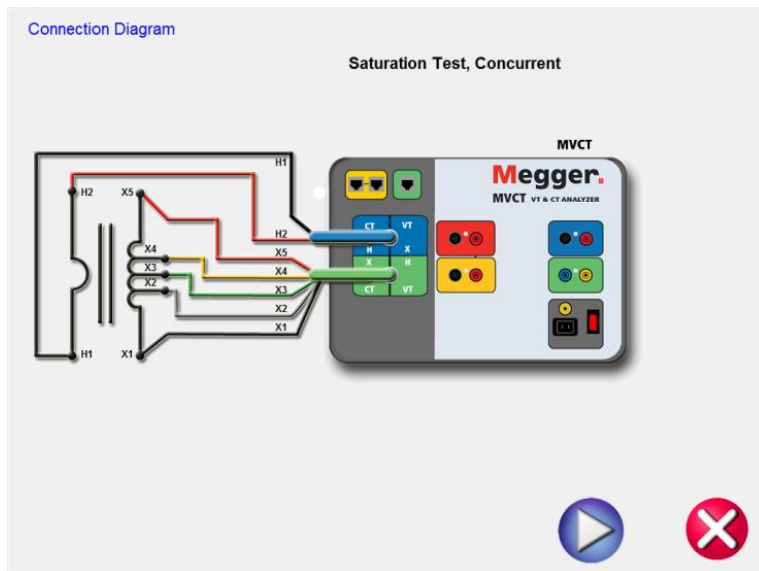 Connection Diagram
Saturation Test, Concurrent
MVCT
H1
Megger.
MVCT VT & CT ANALYZER
H2
X5
CT
VT
H2
H
X
X5
X
H
X4
X4
X3
X3
CT
VT
X2
X2
X1
H1
X1